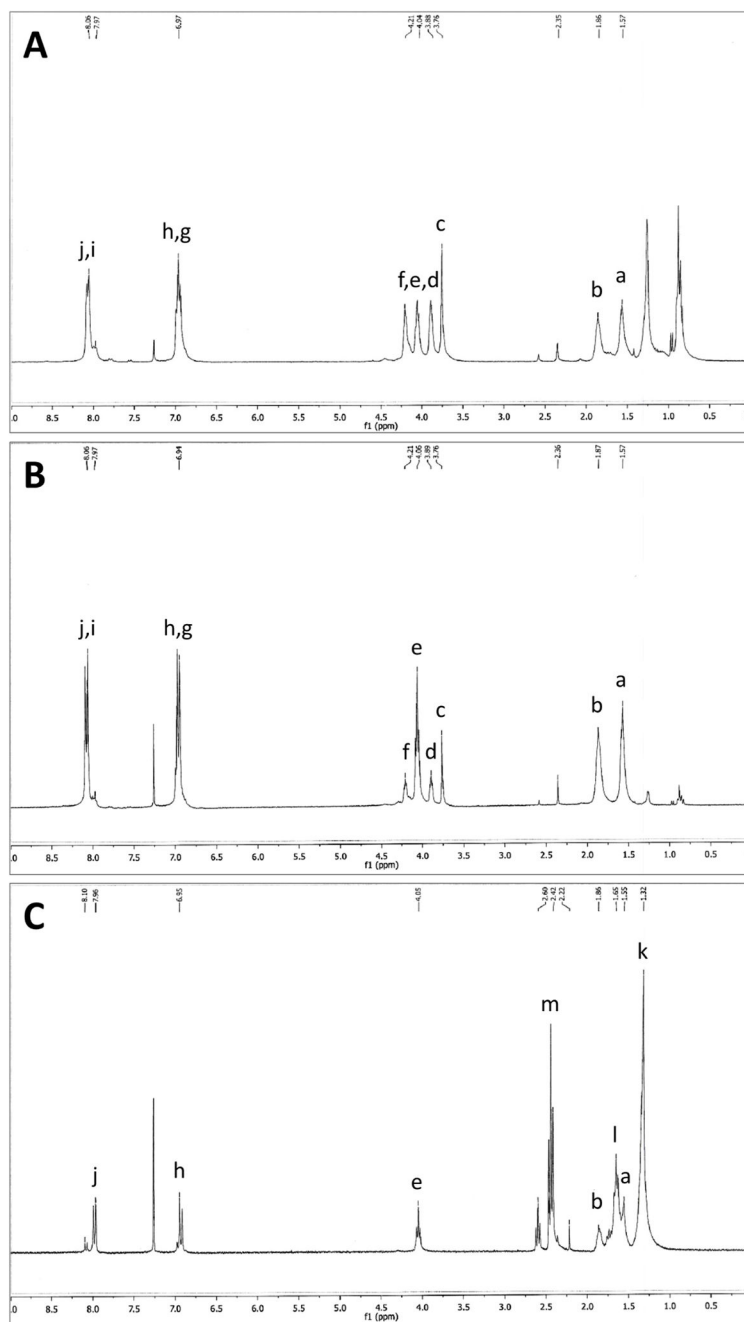 A
8.06 7.97 6.97 4.21 4.04 3.88 3.76 2.35 1.86 1.57
j,i h,g f,e,d c b a
.0 8.5 8.0 7.5 7.0 6.5 6.0 5.5 5.0 4.5 4.0 3.5 3.0 2.5 2.0 1.5 1.0 0.5
f1 (ppm)
B
8.06 7.97 6.94 4.21 4.06 3.89 3.76 2.36 1.87 1.57
j,i h,g f e d c b a
.0 8.5 8.0 7.5 7.0 6.5 6.0 5.5 5.0 4.5 4.0 3.5 3.0 2.5 2.0 1.5 1.0 0.5
f1 (ppm)
C
8.10 7.96 6.95 4.05 2.60 2.42 2.22 1.86 1.65 1.55 1.32
j h e m b l a k
.0 8.5 8.0 7.5 7.0 6.5 6.0 5.5 5.0 4.5 4.0 3.5 3.0 2.5 2.0 1.5 1.0 0.5
f1 (ppm)